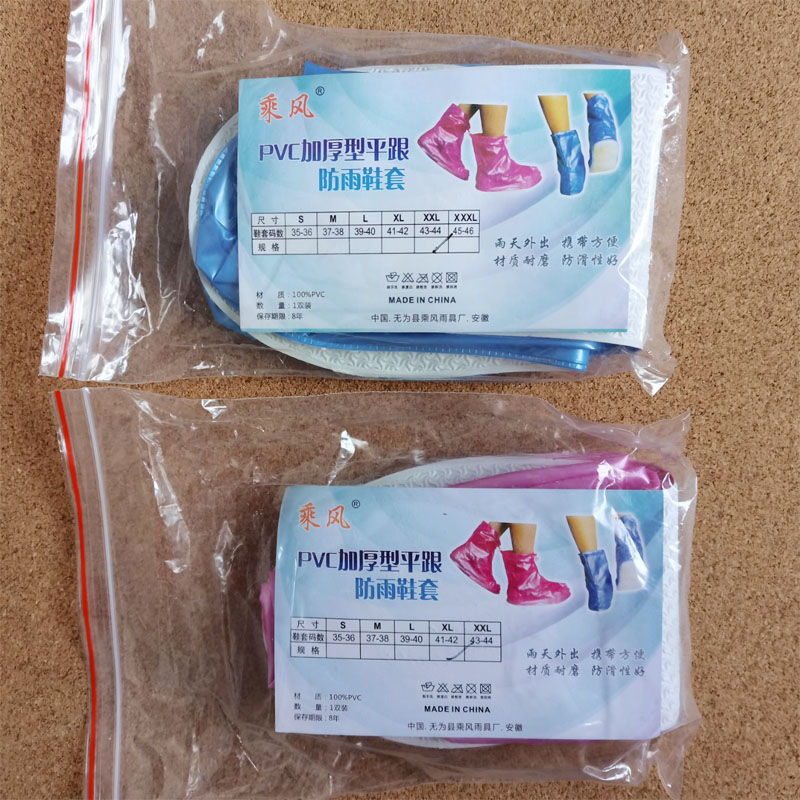 乘风®
PVC加厚型平跟
防雨鞋套
尺寸 S M L XL XXL XXXL
鞋套码数 35-36 37-38 39-40 41-42 43-44 45-46
规格
雨天外出 携带方便
材质耐磨 防滑性好
材 质：100%PVC
数 量：1双装
保存期限：8年
MADE IN CHINA
中国.无为县乘风雨具厂.安徽
乘风®
PVC加厚型平跟
防雨鞋套
尺寸 S M L XL XXL
鞋套码数 35-36 37-38 39-40 41-42 43-44
规格
雨天外出 携带方便
材质耐磨 防滑性好
材 质：100%PVC
数 量：1双装
保存期限：8年
MADE IN CHINA
中国.无为县乘风雨具厂.安徽